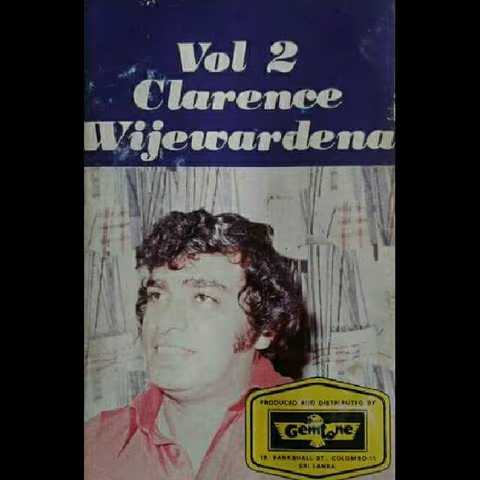 Vol 2
Clarence
Wijewardena
PRODUCED AND DISTRIBUTED BY
Gemtone
19. BANKSHALL ST. COLOMBO-11
SRI LANKA.